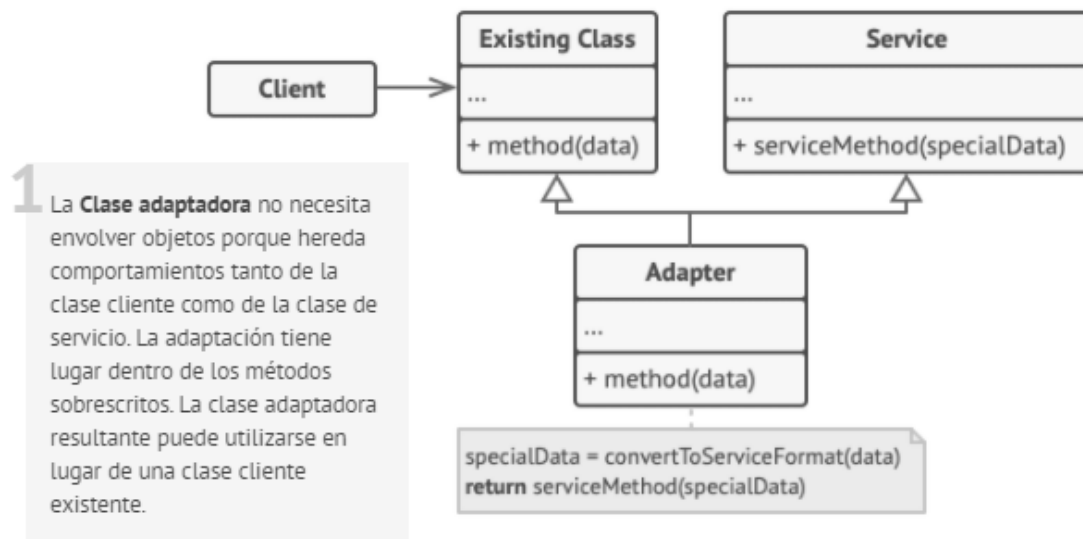 Client
Existing Class
...
+ method(data)
Service
...
+ serviceMethod(specialData)
1
La Clase adaptadora no necesita
envolver objetos porque hereda
comportamientos tanto de la
clase cliente como de la clase de
servicio. La adaptación tiene
lugar dentro de los métodos
sobrescritos. La clase adaptadora
resultante puede utilizarse en
lugar de una clase cliente
existente.
Adapter
...
+ method(data)
specialData = convertToServiceFormat(data)
return serviceMethod(specialData)